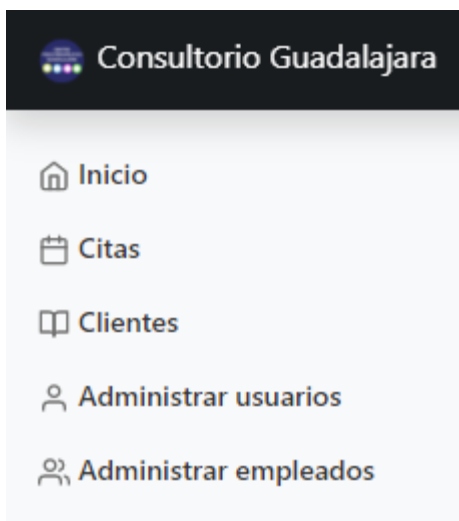 Consultorio Guadalajara
Inicio
Citas
Clientes
Administrar usuarios
Administrar empleados